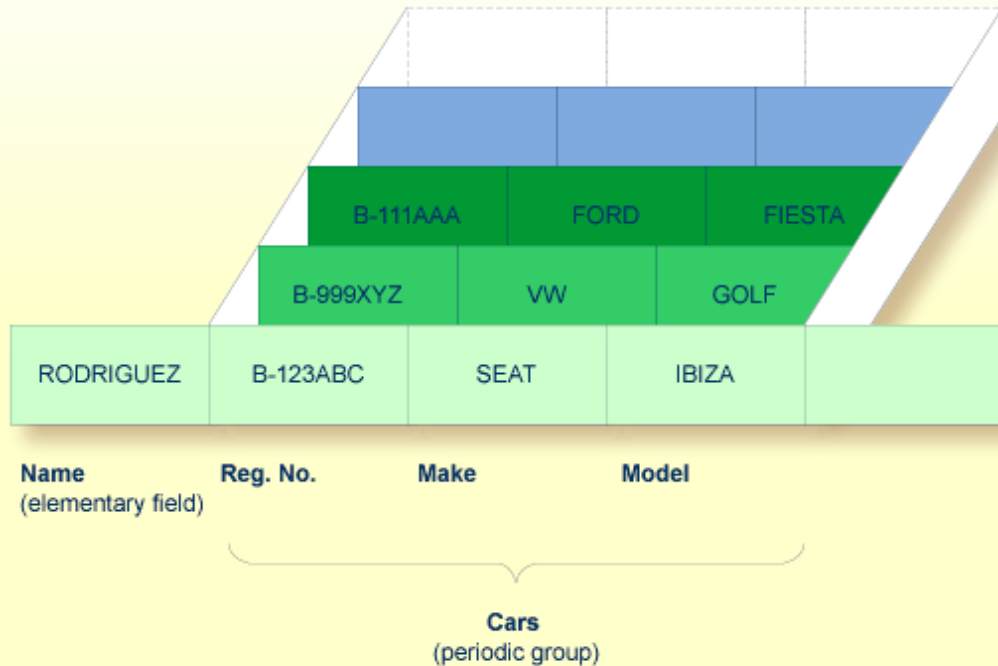 B-111AAA FORD FIESTA
B-999XYZ VW GOLF
RODRIGUEZ B-123ABC SEAT IBIZA
Name Reg. No. Make Model
(elementary field)
Cars
(periodic group)